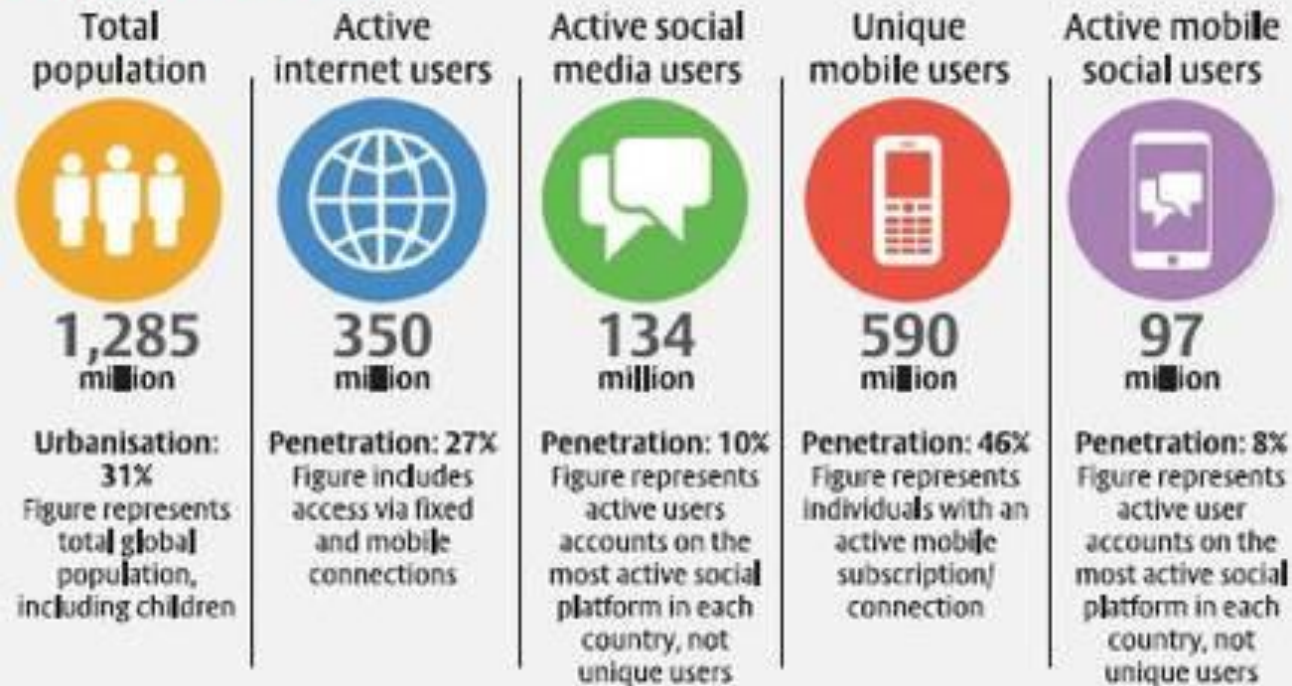 Total
population
1,285
million
Urbanisation:
31%
Figure represents
total global
population,
including children
Active
internet users
350
million
Penetration: 27%
Figure includes
access via fixed
and mobile
connections
Active social
media users
134
million
Penetration: 10%
Figure represents
active users
accounts on the
most active social
platform in each
country, not
unique users
Unique
mobile users
590
million
Penetration: 46%
Figure represents
individuals with an
active mobile
subscription/
connection
Active mobile
social users
97
million
Penetration: 8%
Figure represents
active user
accounts on the
most active social
platform in each
country, not
unique users